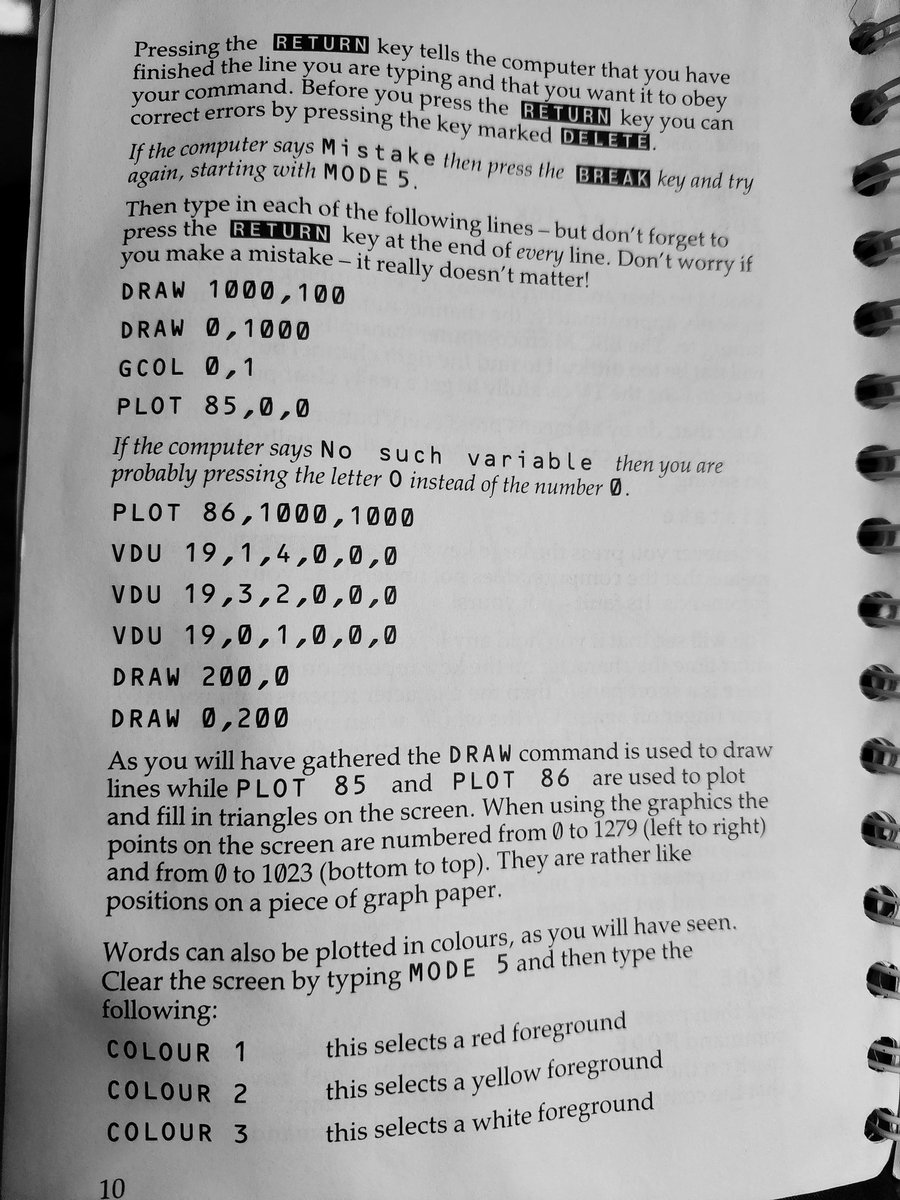 Pressing the RETURN key tells the computer that you have
finished the line you are typing and that you want it to obey
your command. Before you press the RETURN key you can
correct errors by pressing the key marked DELETE.
If the computer says Mistake then press the BREAK key and try
again, starting with MODE 5.
Then type in each of the following lines – but don't forget to
press the RETURN key at the end of every line. Don't worry if
you make a mistake – it really doesn't matter!
DRAW 1000,100
DRAW 0,1000
GCOL 0,1
PLOT 85,0,0
If the computer says No such variable then you are
probably pressing the letter O instead of the number 0.
PLOT 86,1000,1000
VDU 19,1,4,0,0,0
VDU 19,3,2,0,0,0
VDU 19,0,1,0,0,0
DRAW 200,0
DRAW 0,200
As you will have gathered the DRAW command is used to draw
lines while PLOT 85 and PLOT 86 are used to plot
and fill in triangles on the screen. When using the graphics the
points on the screen are numbered from 0 to 1279 (left to right)
and from 0 to 1023 (bottom to top). They are rather like
positions on a piece of graph paper.
Words can also be plotted in colours, as you will have seen.
Clear the screen by typing MODE 5 and then type the
following:
COLOUR 1 this selects a red foreground
COLOUR 2 this selects a yellow foreground
COLOUR 3 this selects a white foreground
10